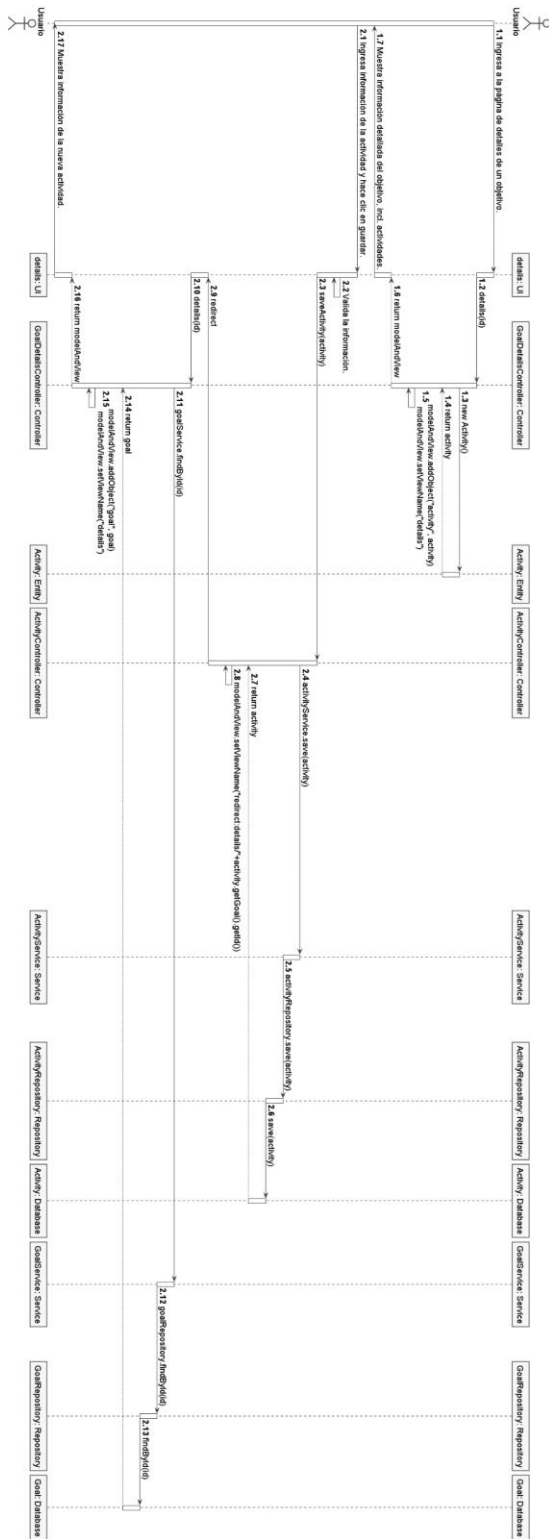 Usuario
details: UI
GoalDetailsController: Controller
Activity: Entity
ActivityController: Controller
ActivityService: Service
ActivityRepository: Repository
Activity: Database
GoalService: Service
GoalRepository: Repository
Goal: Database
1.1 Ingresa a la página de detalles de un objetivo.
1.2 details(id)
1.3 new Activity()
1.4 return activity
modelAndView.addObject("activity", activity)
1.5 modelAndView.setViewName("details")
1.6 return modelAndView
1.7 Muestra información detallada del objetivo, incl. actividades.
2.1 Ingresa información de la actividad y hace clic en guardar.
2.2 Valida la información.
2.3 saveActivity(activity)
2.4 activityService.save(activity)
2.5 activityRepository.save(activity)
2.6 save(activity)
2.7 return activity
2.8 modelAndView.setViewName("redirect:details/"+activity.getGoal().getId())
2.9 redirect
2.10 details(id)
2.11 goalService.findById(id)
2.12 goalRepository.findById(id)
2.13 findById(id)
2.14 return goal
modelAndView.addObject("goal", goal)
2.15 modelAndView.setViewName("details")
2.16 return modelAndView
2.17 Muestra información de la nueva actividad.
Usuario
details: UI
GoalDetailsController: Controller
Activity: Entity
ActivityController: Controller
ActivityService: Service
ActivityRepository: Repository
Activity: Database
GoalService: Service
GoalRepository: Repository
Goal: Database